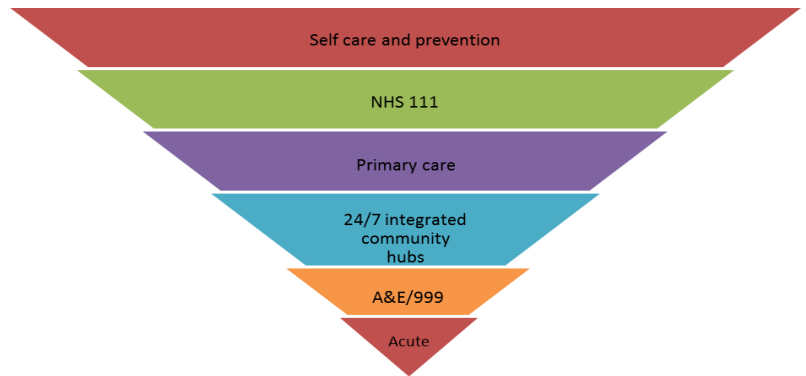 Self care and prevention
NHS 111
Primary care
24/7 integrated
community
hubs
A&E/999
Acute